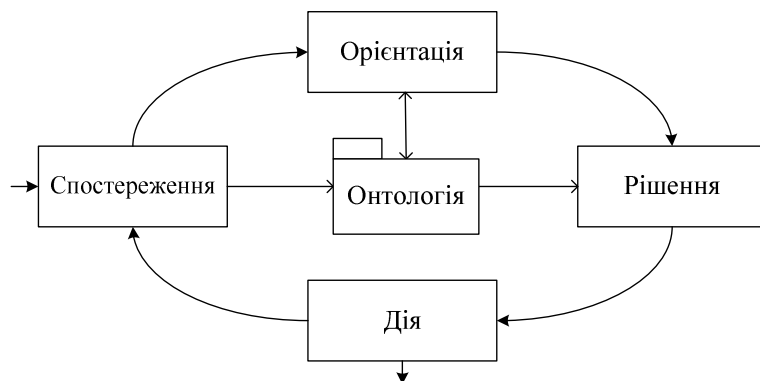 Орієнтація
Спостереження
Онтологія
Рішення
Дія